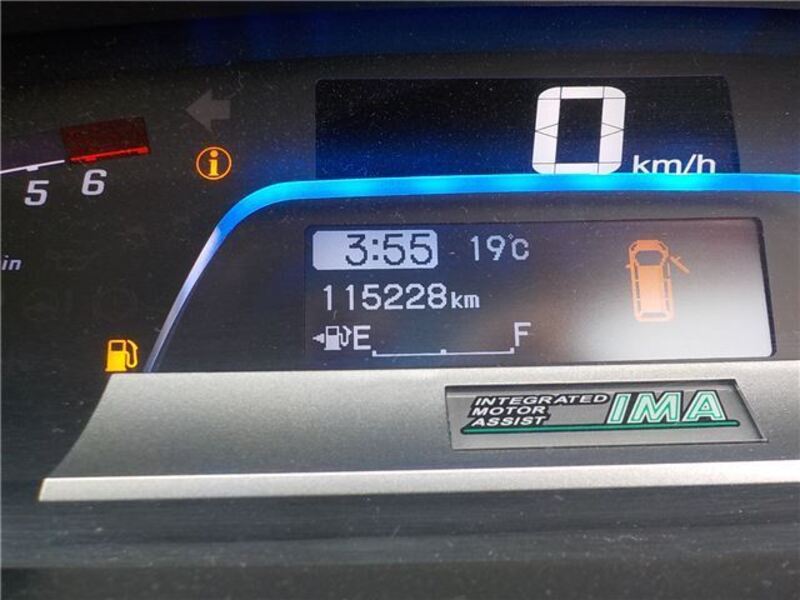 0 km/h
i
5 6
in
3:55 19°C
115228km
E F
INTEGRATED
MOTOR
ASSIST
IMA